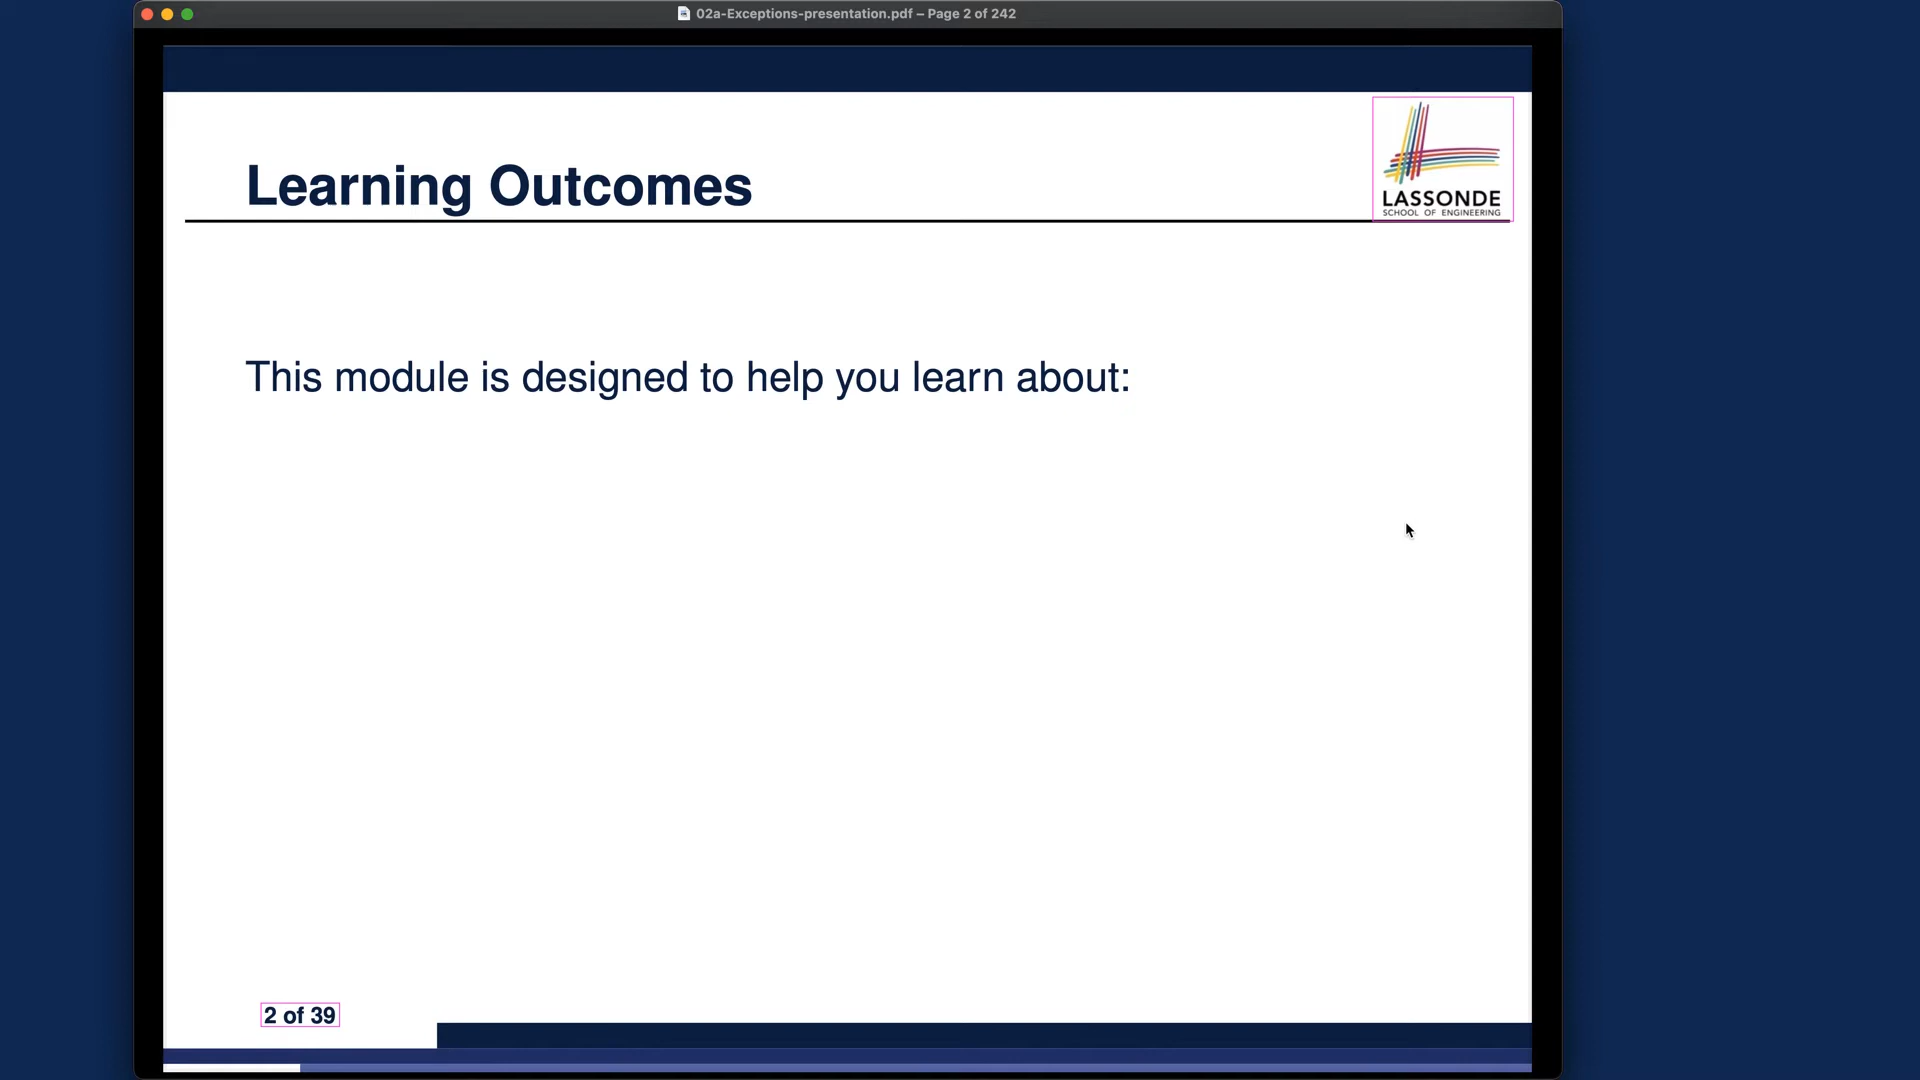 02a-Exceptions-presentation.pdf – Page 2 of 242
LASSONDE
SCHOOL OF ENGINEERING
Learning Outcomes
This module is designed to help you learn about:
2 of 39